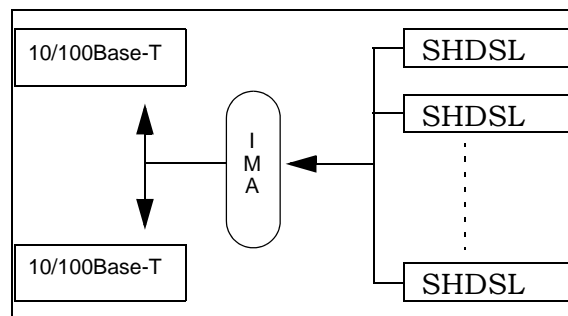 10/100Base-T
SHDSL
SHDSL
I
M
A
10/100Base-T
SHDSL